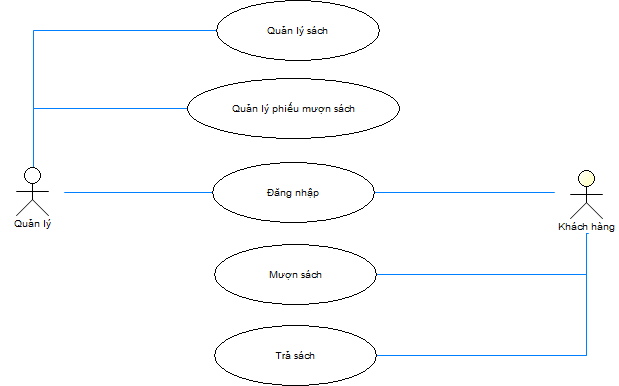 Quản lý sách
Quản lý phiếu mượn sách
Đăng nhập
Quản lý
Khách hàng
Mượn sách
Trả sách